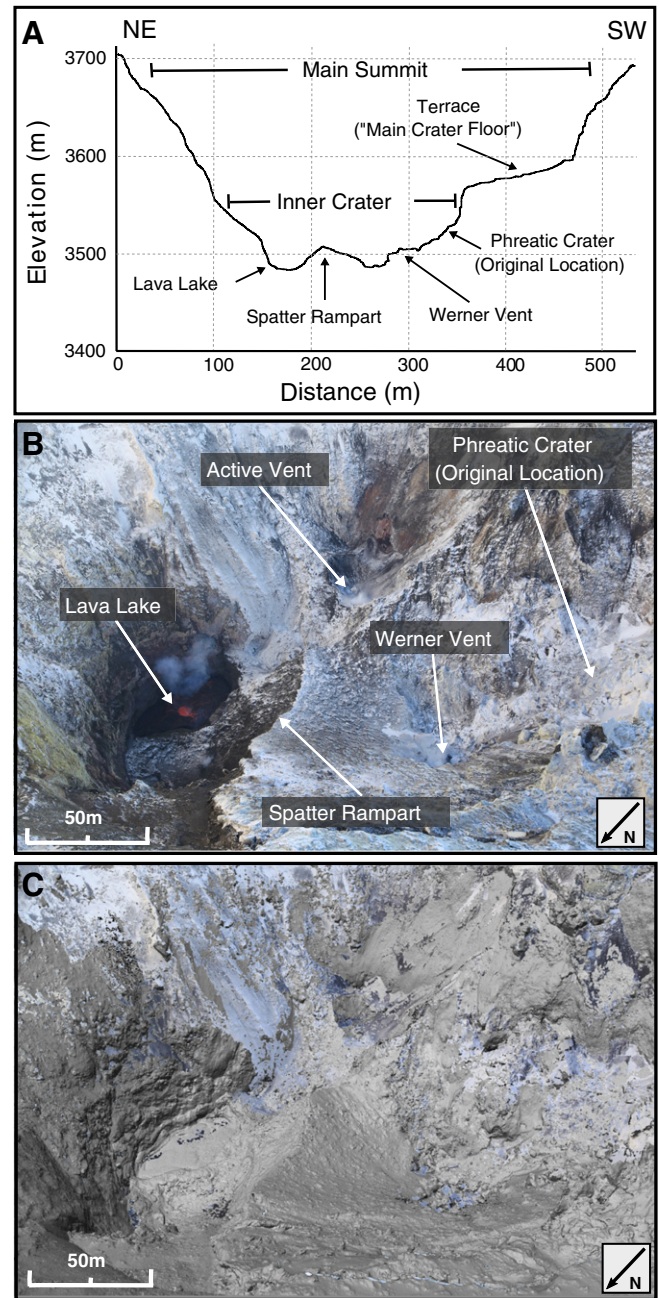 A
NE
SW
3700
Main Summit
Terrace
("Main Crater Floor")
3600
Elevation (m)
Inner Crater
3500
Phreatic Crater
(Original Location)
Lava Lake
Spatter Rampart
Werner Vent
3400
0
100
200
300
400
500
Distance (m)
B
Phreatic Crater
(Original Location)
Active Vent
Lava Lake
Werner Vent
Spatter Rampart
50m
N
C
50m
N